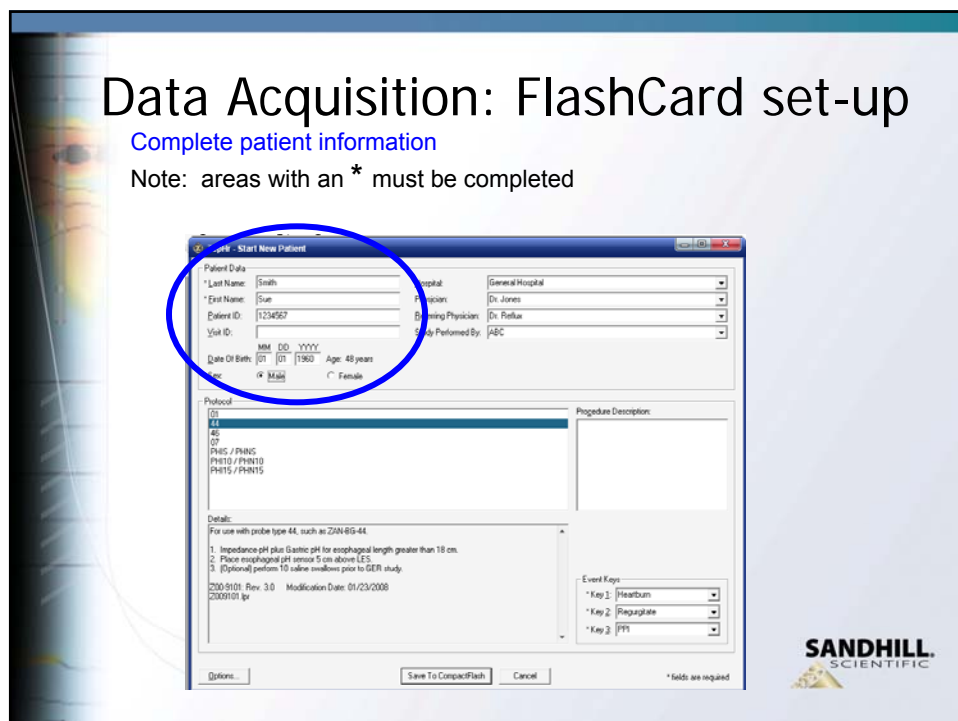 Data Acquisition: FlashCard set-up
Complete patient information
Note: areas with an * must be completed
- Start New Patient
Patient Data
* Last Name: Smith
* First Name: Sue
Patient ID: 1234567
Visit ID:
MM DD YYYY
Date Of Birth: 01 01 1960 Age: 48 years
Male Female
Hospital: General Hospital
Physician: Dr. Jones
Physician: Dr. Reflux
Study Performed By: ABC
Protocol
01
44
46
07
PHI5 / PHN5
PHI10 / PHN10
PHI15 / PHN15
Procedure Description:
Details:
For use with probe type 44, such as ZAN-BG-44.
1. Impedance-pH plus Gastric pH for esophageal length greater than 18 cm.
2. Place esophageal pH sensor 5 cm above LES.
3. (Optional) perform 10 saline swallows prior to GER study.
Z00-9101: Rev. 3.0 Modification Date: 01/23/2008
Z009101.lpr
Event Keys
* Key 1: Heartburn
* Key 2: Regurgitate
* Key 3: PPI
Options... Save To CompactFlash Cancel * fields are required
SANDHILL.
SCIENTIFIC